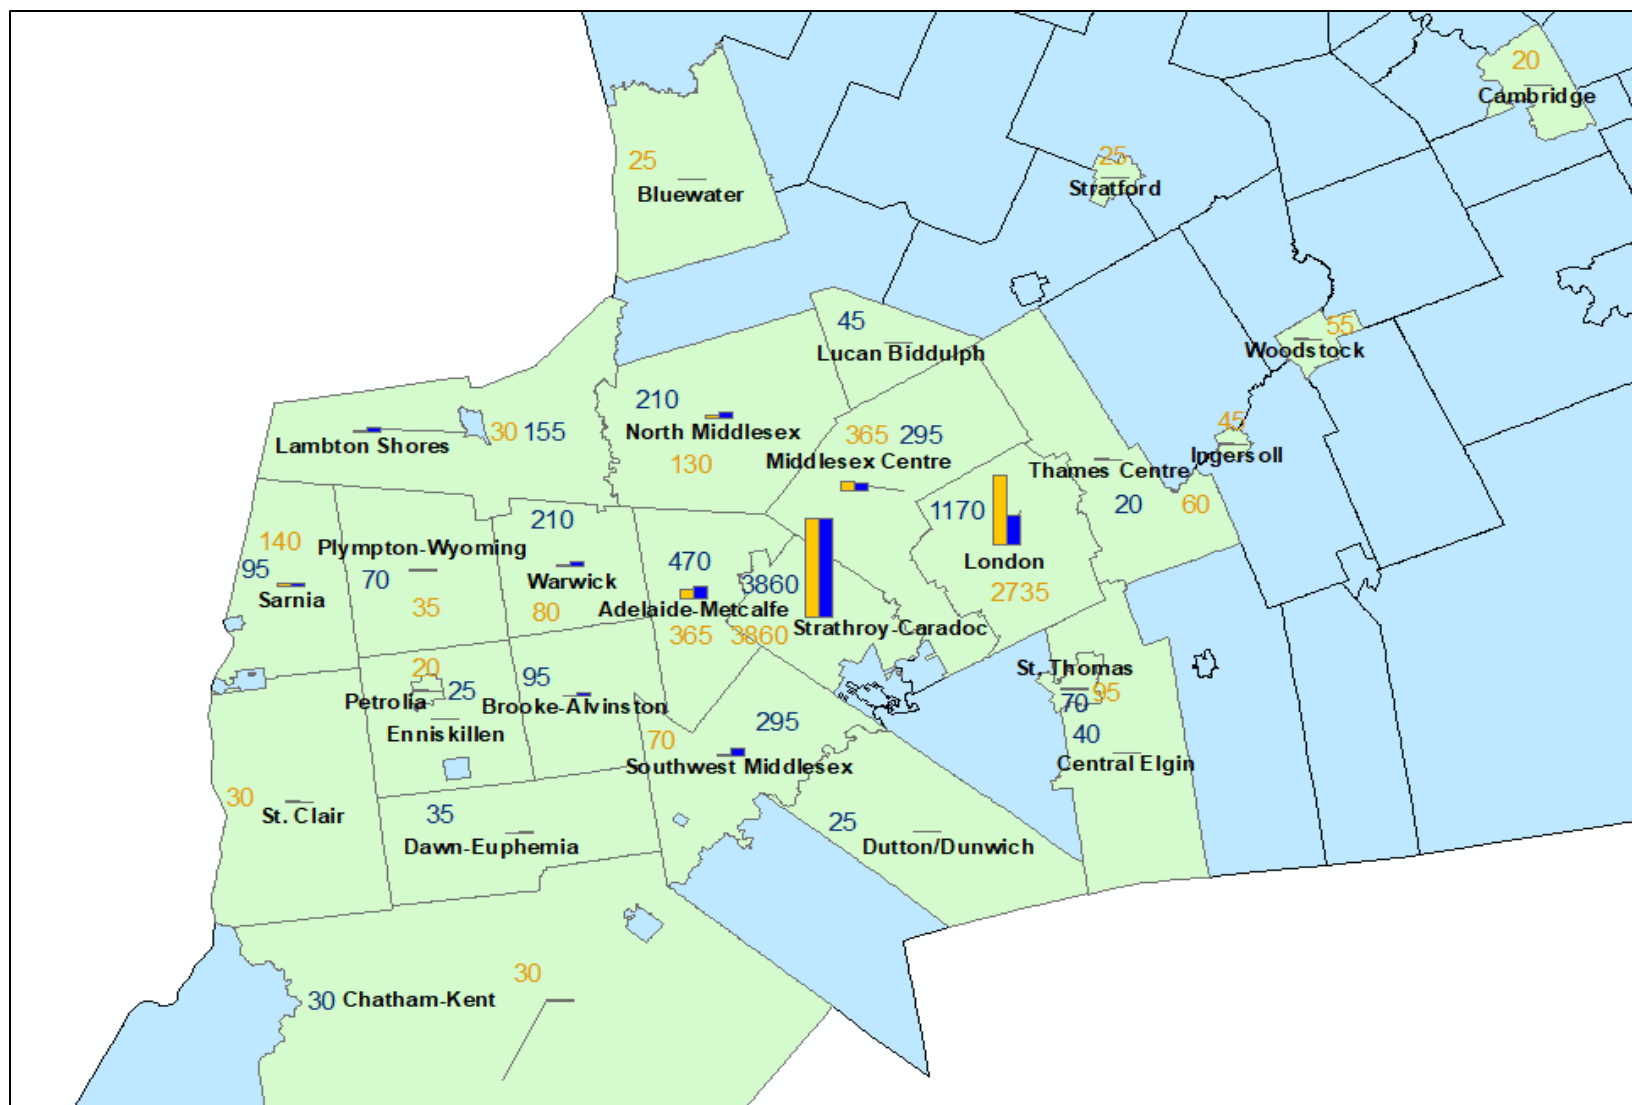 20
Cambridge
25
Bluewater
25
Stratford
45
Lucan Biddulph
55
Woodstock
210
North Middlesex
130
30 155
Lambton Shores
365 295
Middlesex Centre
45
Ingersoll
Thames Centre
20 60
1170
London
2735
140
95
Sarnia
Plympton-Wyoming
70
35
210
Warwick
80
470
Adelaide-Metcalfe
365
3860
3860
Strathroy-Caradoc
20
Petrolia 25
Enniskillen
95
Brooke-Alvinston
St. Thomas
70 95
40
Central Elgin
70 295
Southwest Middlesex
30
St. Clair
35
Dawn-Euphemia
25
Dutton/Dunwich
30
30 Chatham-Kent